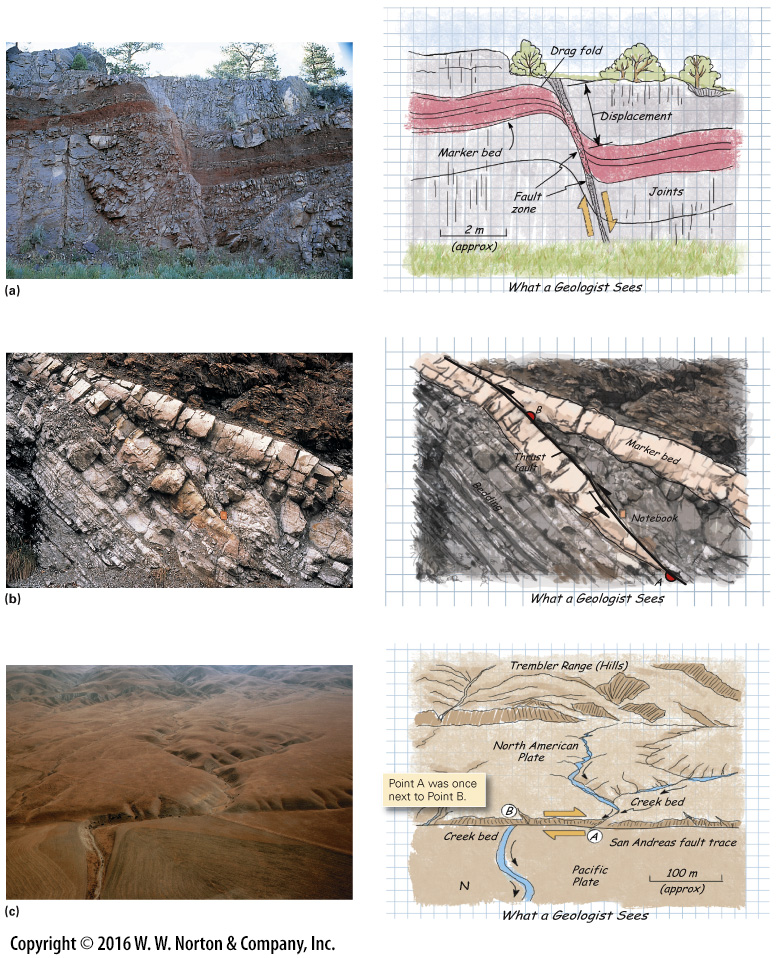 Drag fold
Displacement
Marker bed
Fault
zone
Joints
2 m
(approx)
What a Geologist Sees
(a)
B
Marker bed
Thrust
fault
Bedding
Notebook
A
What a Geologist Sees
(b)
Trembler Range (Hills)
North American
Plate
Point A was once
next to Point B.
Creek bed
B
A
Creek bed
San Andreas fault trace
Pacific
Plate
100 m
(approx)
N
What a Geologist Sees
(c)
Copyright © 2016 W. W. Norton & Company, Inc.